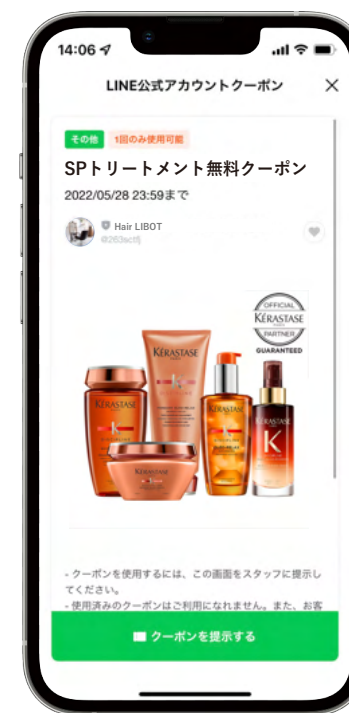 14:06
LINE公式アカウントクーポン
その他 1回のみ使用可能
SPトリートメント無料クーポン
2022/05/28 23:59まで
Hair LIBOT
@263sctfj
OFFICIAL
KÉRASTASE
PARIS
PARTNER
GUARANTEED
KÉRASTASE
KÉRASTASE
KÉRASTASE
KÉRASTASE
KÉRASTASE
- クーポンを使用するには、この画面をスタッフに提示し
てください。
- 使用済みのクーポンはご利用になれません。また、お客
クーポンを提示する